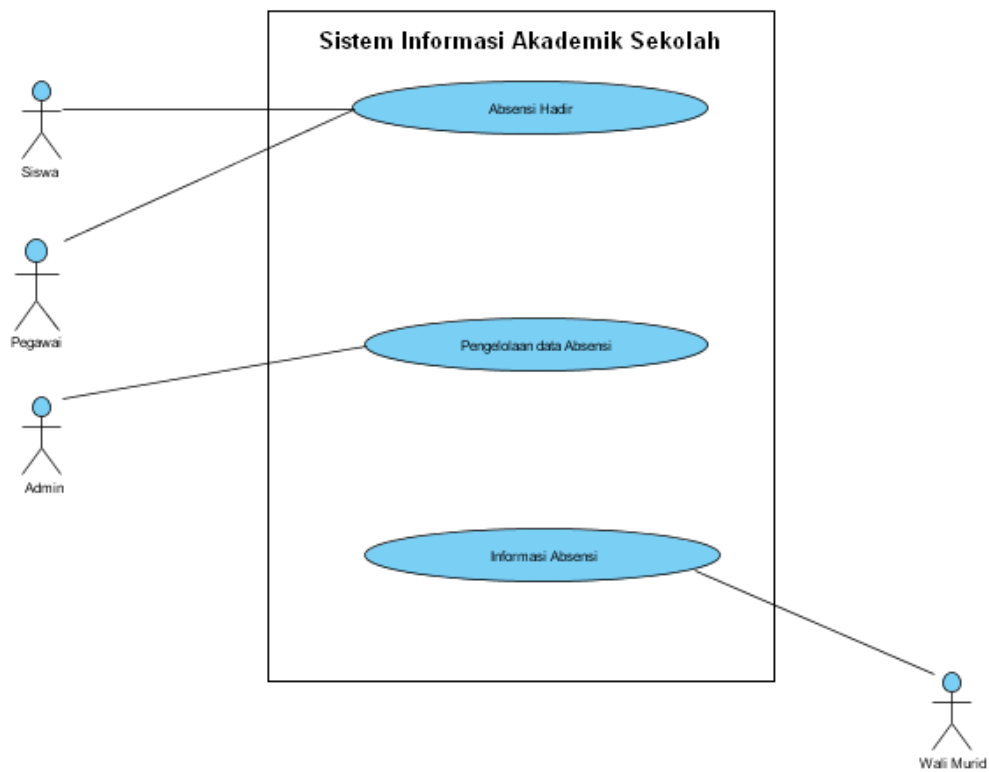 Sistem Informasi Akademik Sekolah
Absensi Hadir
Siswa
Pegawai
Pengelolaan data Absensi
Admin
Informasi Absensi
Wali Murid